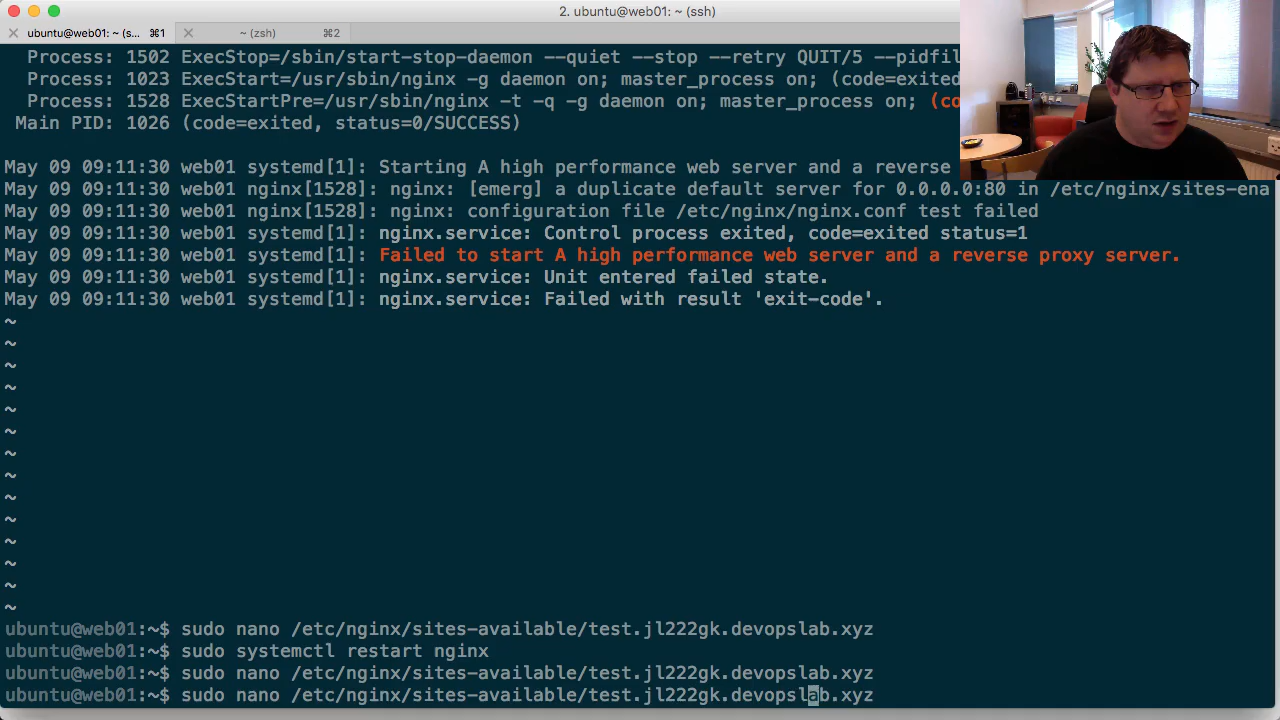 2. ubuntu@web01: ~ (ssh)
ubuntu@web01: ~ (s... ⌘1
~ (zsh) ⌘2
Process: 1502 ExecStop=/sbin/start-stop-daemon --quiet --stop --retry QUIT/5 --pidfil
Process: 1023 ExecStart=/usr/sbin/nginx -g daemon on; master_process on; (code=exited
Process: 1528 ExecStartPre=/usr/sbin/nginx -t -q -g daemon on; master_process on; (co
Main PID: 1026 (code=exited, status=0/SUCCESS)
May 09 09:11:30 web01 systemd[1]: Starting A high performance web server and a reverse
May 09 09:11:30 web01 nginx[1528]: nginx: [emerg] a duplicate default server for 0.0.0.0:80 in /etc/nginx/sites-ena
May 09 09:11:30 web01 nginx[1528]: nginx: configuration file /etc/nginx/nginx.conf test failed
May 09 09:11:30 web01 systemd[1]: nginx.service: Control process exited, code=exited status=1
May 09 09:11:30 web01 systemd[1]: Failed to start A high performance web server and a reverse proxy server.
May 09 09:11:30 web01 systemd[1]: nginx.service: Unit entered failed state.
May 09 09:11:30 web01 systemd[1]: nginx.service: Failed with result 'exit-code'.
~
~
~
~
~
~
~
~
~
~
~
~
~
~
ubuntu@web01:~$ sudo nano /etc/nginx/sites-available/test.jl222gk.devopslab.xyz
ubuntu@web01:~$ sudo systemctl restart nginx
ubuntu@web01:~$ sudo nano /etc/nginx/sites-available/test.jl222gk.devopslab.xyz
ubuntu@web01:~$ sudo nano /etc/nginx/sites-available/test.jl222gk.devopslab.xyz